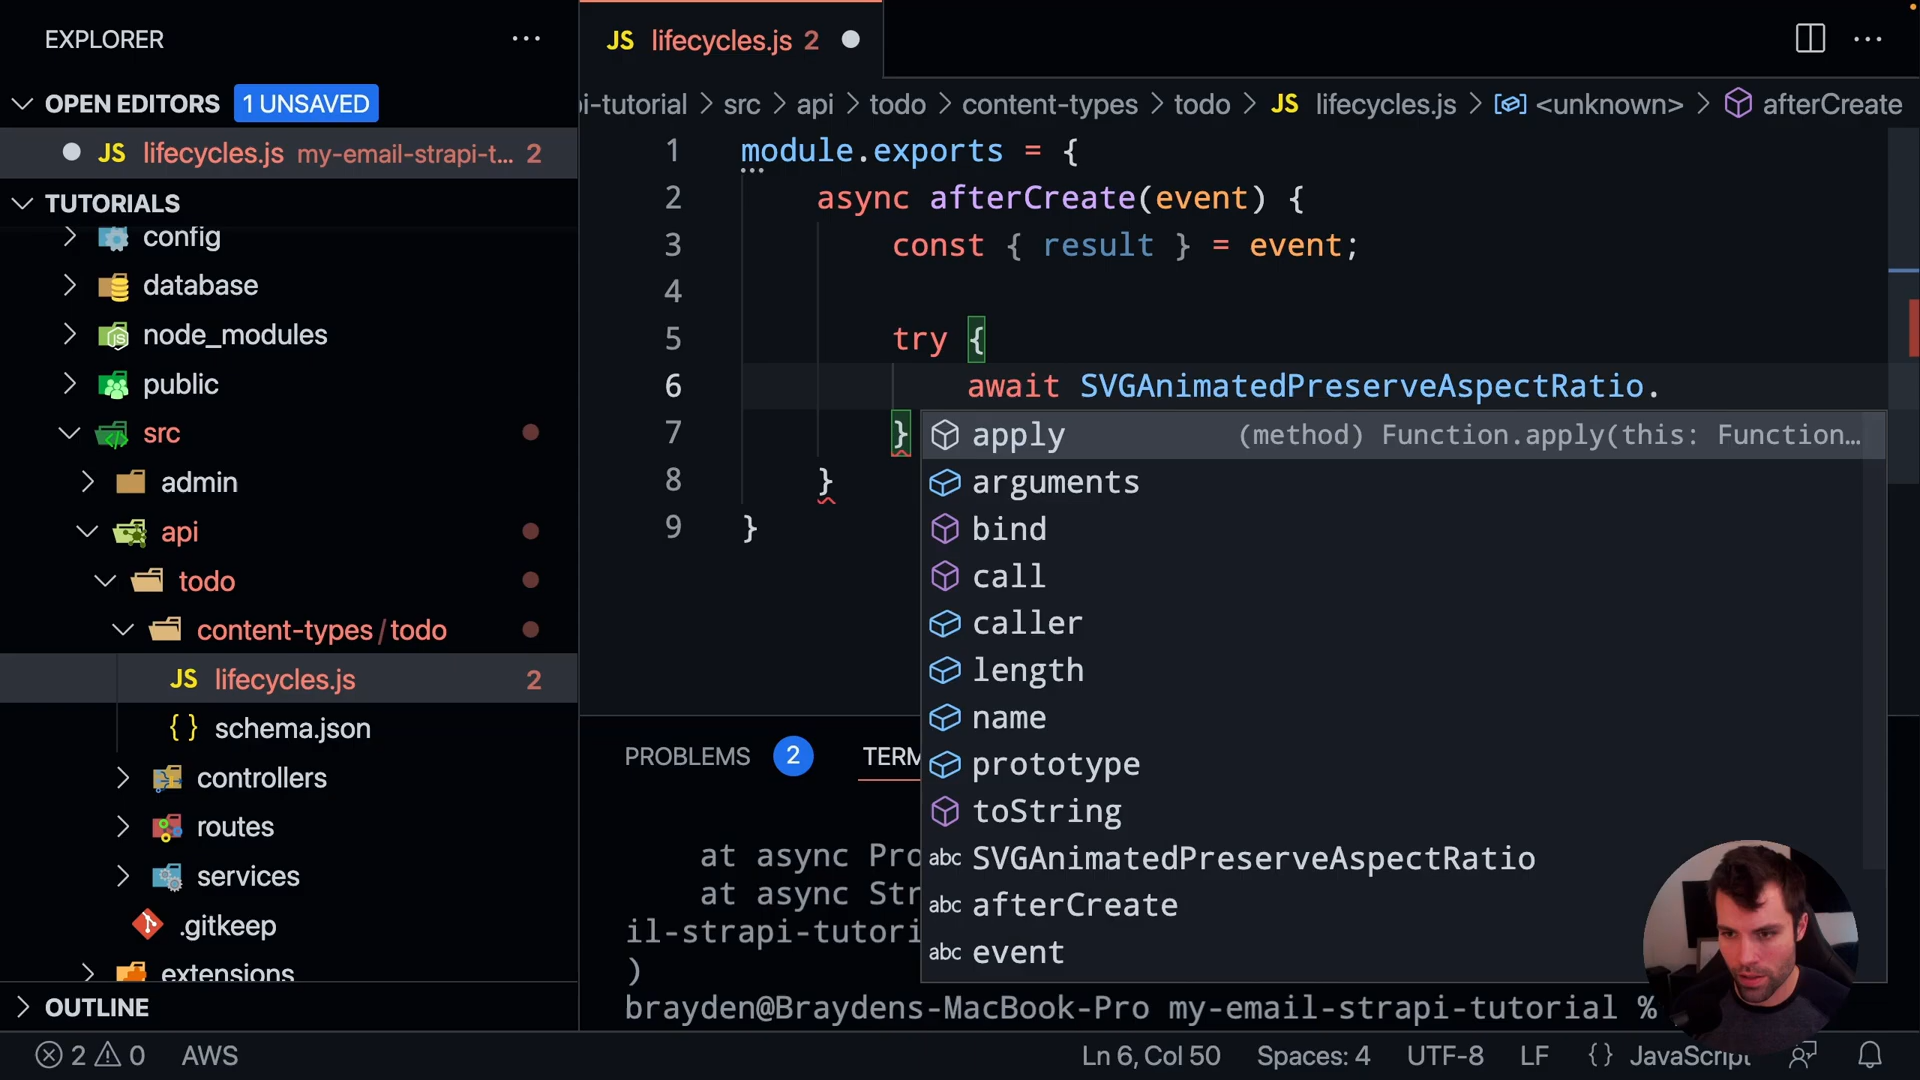 EXPLORER
OPEN EDITORS 1 UNSAVED
JS lifecycles.js my-email-strapi-t... 2
TUTORIALS
config
database
node_modules
public
src
admin
api
todo
content-types / todo
JS lifecycles.js 2
{ } schema.json
controllers
routes
services
.gitkeep
extensions
OUTLINE
JS lifecycles.js 2
i-tutorial > src > api > todo > content-types > todo > JS lifecycles.js > <unknown> > afterCreate
1 module.exports = {
2 async afterCreate(event) {
3 const { result } = event;
4
5 try {
6 await SVGAnimatedPreserveAspectRatio.
7 }
8 }
9 }
apply (method) Function.apply(this: Function...
arguments
bind
call
caller
length
name
prototype
toString
abc SVGAnimatedPreserveAspectRatio
abc afterCreate
abc event
PROBLEMS 2 TERM
at async Pro
at async Str
il-strapi-tutori
)
brayden@Braydens-MacBook-Pro my-email-strapi-tutorial %
2 0 AWS
Ln 6, Col 50 Spaces: 4 UTF-8 LF { } JavaScript